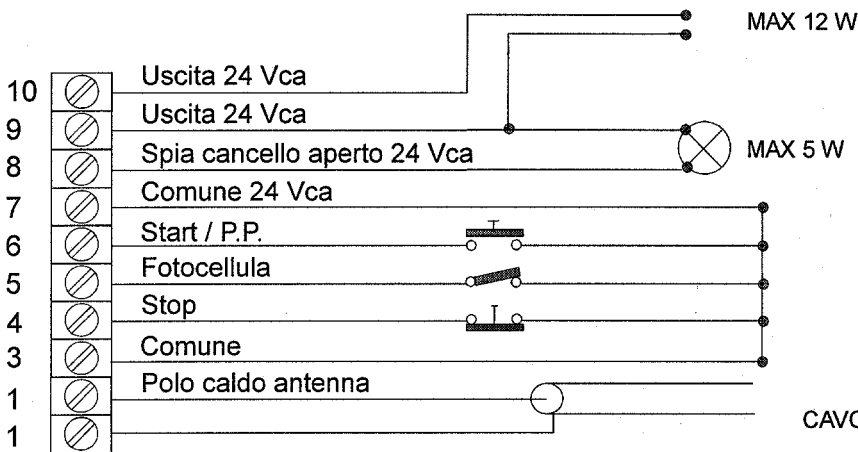 MAX 12 W
10 Uscita 24 Vca
9 Uscita 24 Vca
8 Spia cancello aperto 24 Vca MAX 5 W
7 Comune 24 Vca
6 Start / P.P.
5 Fotocellula
4 Stop
3 Comune
1 Polo caldo antenna
1 CAVO